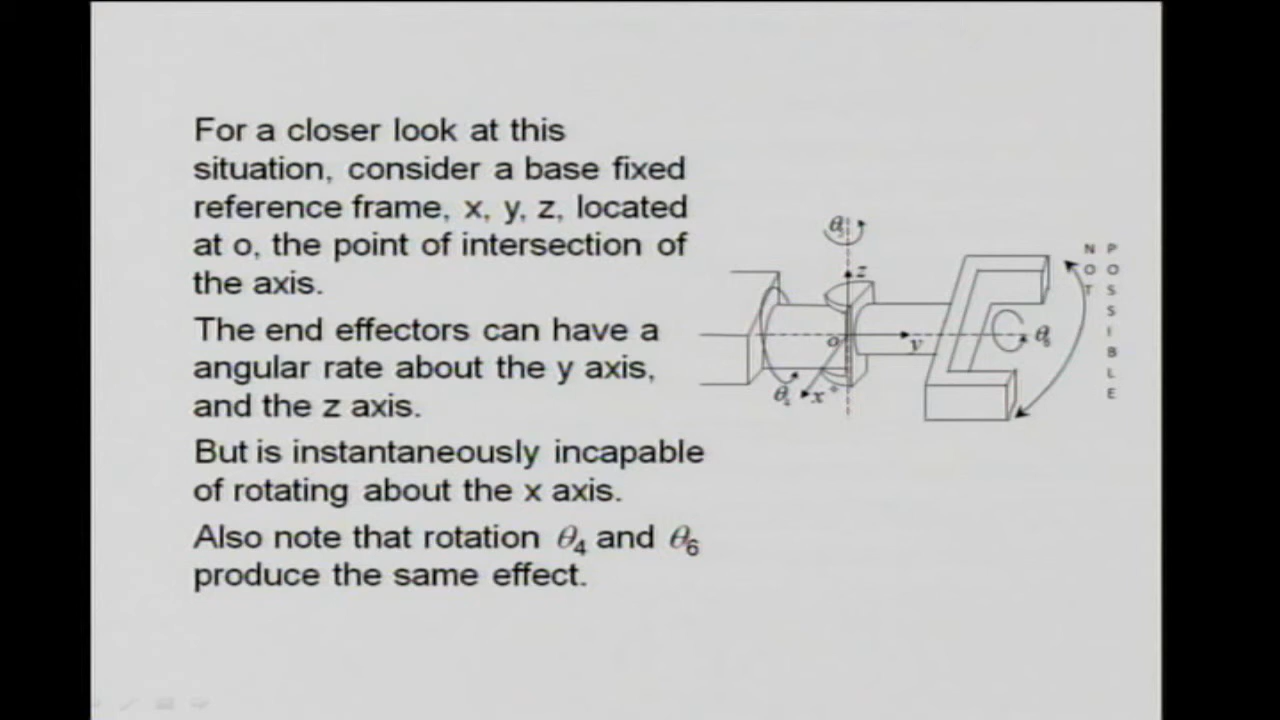 For a closer look at this
situation, consider a base fixed
reference frame, x, y, z, located
at o, the point of intersection of
the axis.
The end effectors can have a
angular rate about the y axis,
and the z axis.
But is instantaneously incapable
of rotating about the x axis.
Also note that rotation θ4 and θ6
produce the same effect.
z
o
y
θ6
θ4
x
NOT
POSSIBLE